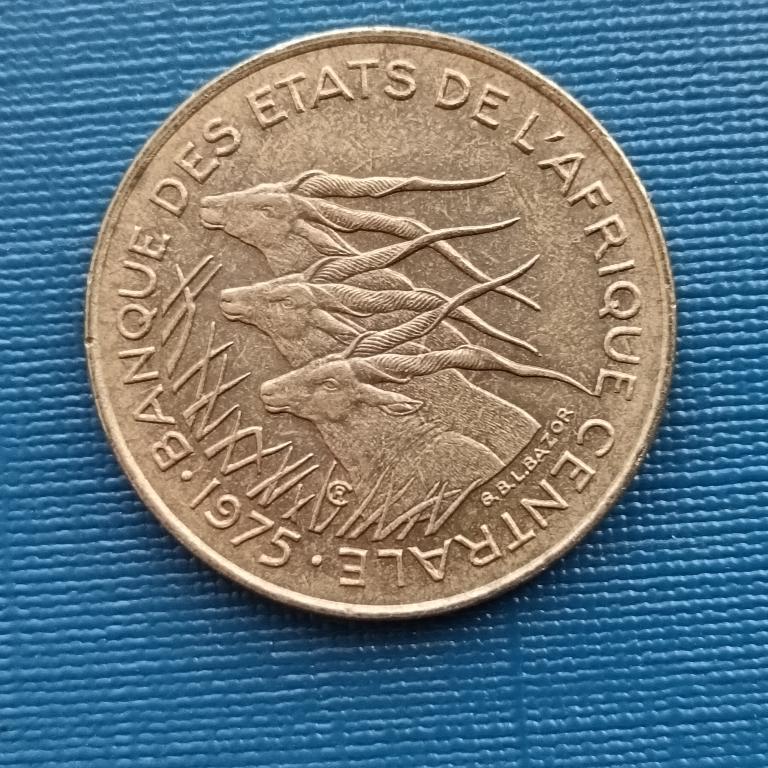 BANQUE DES ETATS DE L'AFRIQUE CENTRALE
· 1975 ·
G.B.L.BAZOR